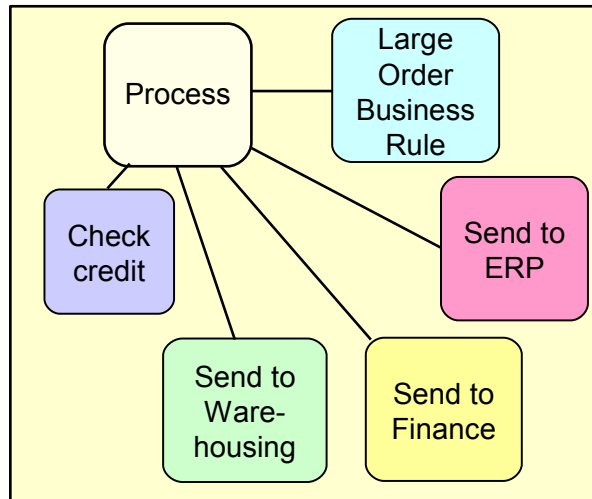 Process
Large
Order
Business
Rule
Check
credit
Send to
ERP
Send to
Ware-
housing
Send to
Finance